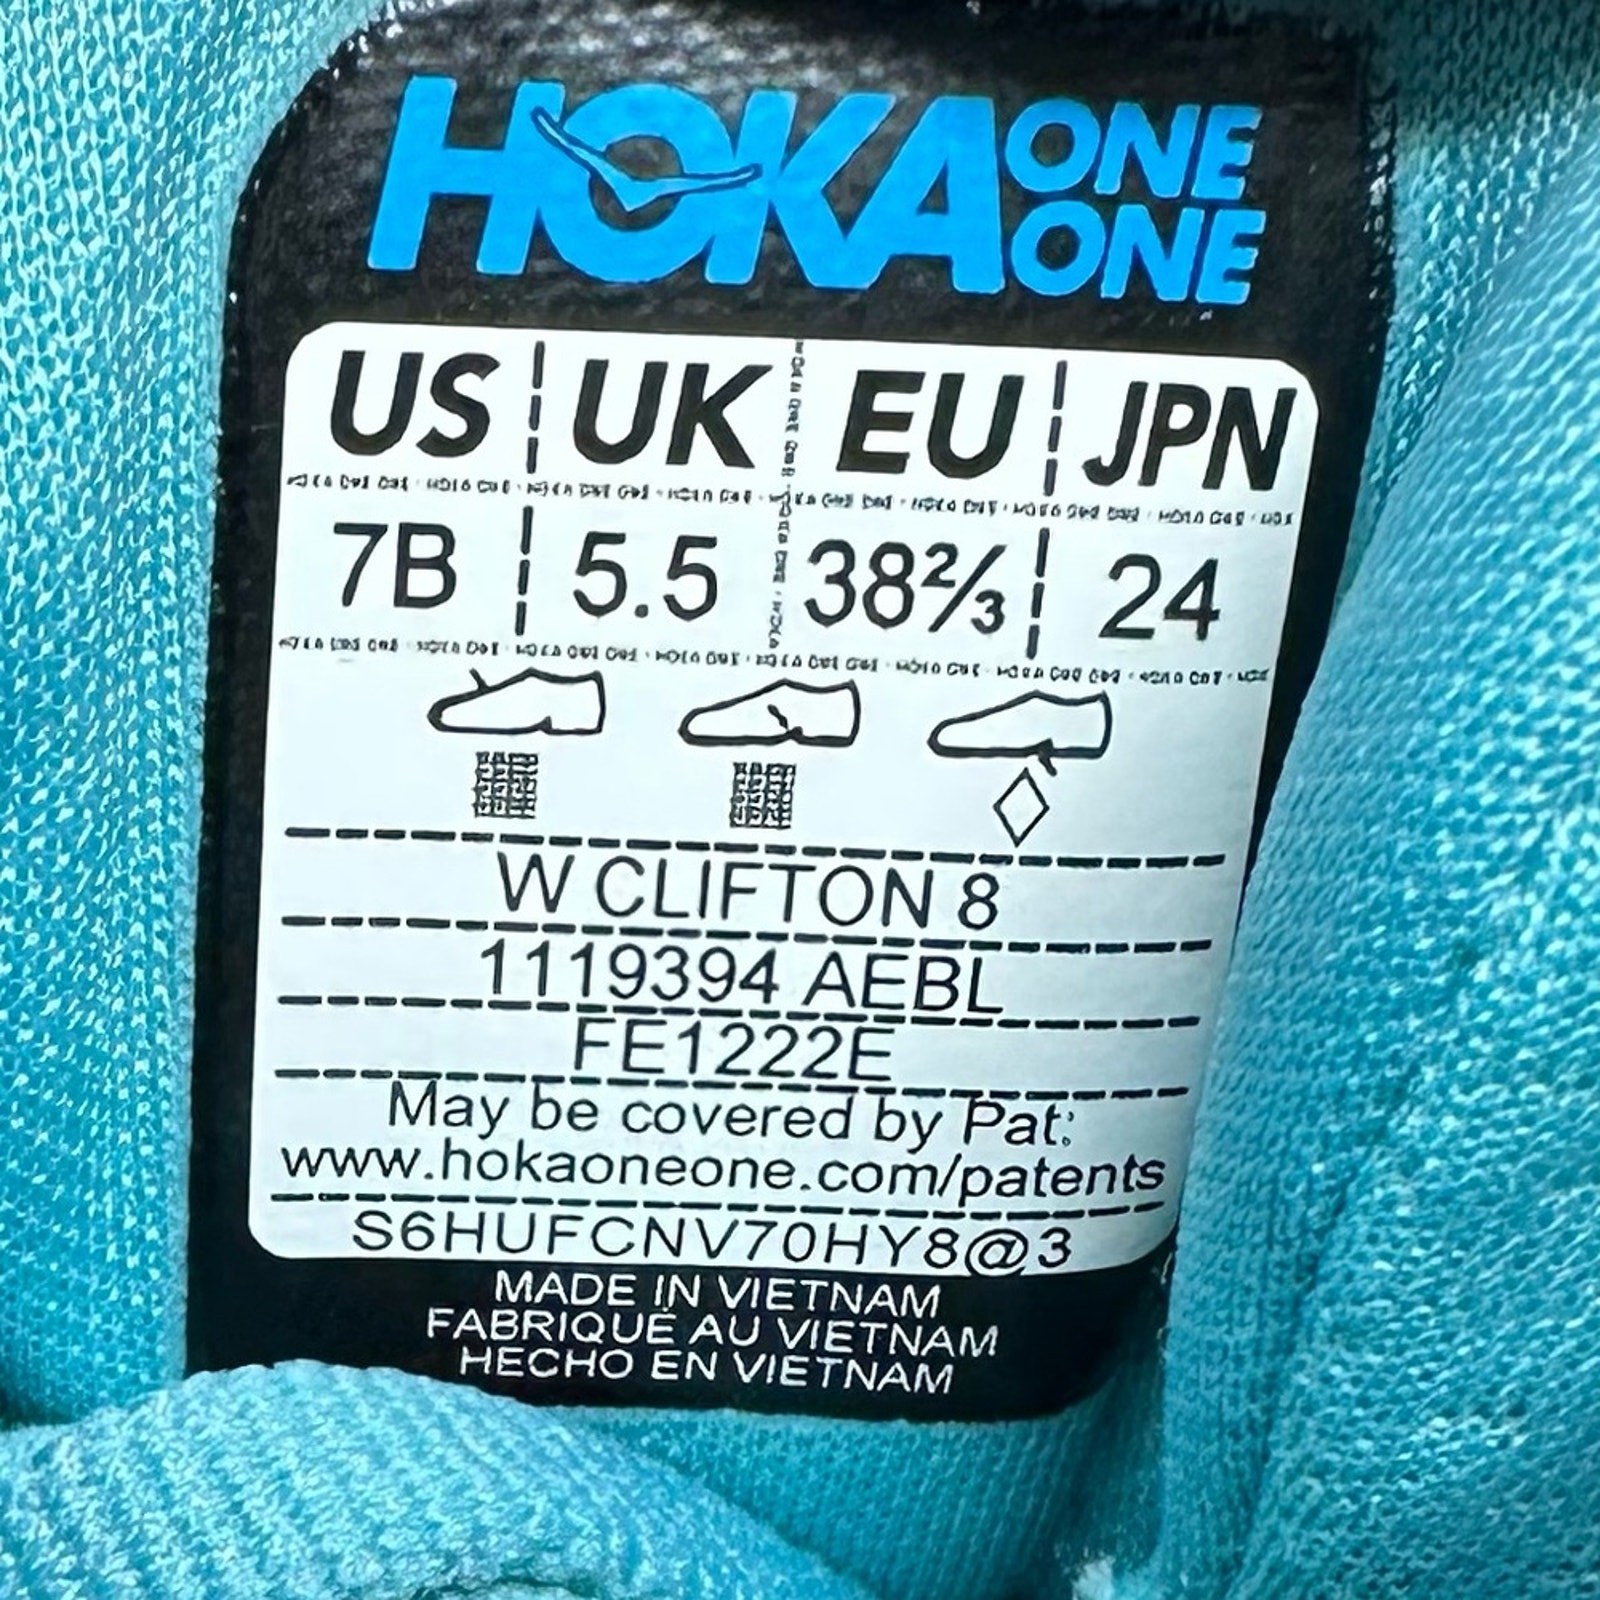 HOKA ONE ONE
US UK EU JPN
7B 5.5 38⅔ 24
W CLIFTON 8
1119394 AEBL
FE1222E
May be covered by Pat:
www.hokaoneone.com/patents
S6HUFCNV70HY8@3
MADE IN VIETNAM
FABRIQUÉ AU VIETNAM
HECHO EN VIETNAM